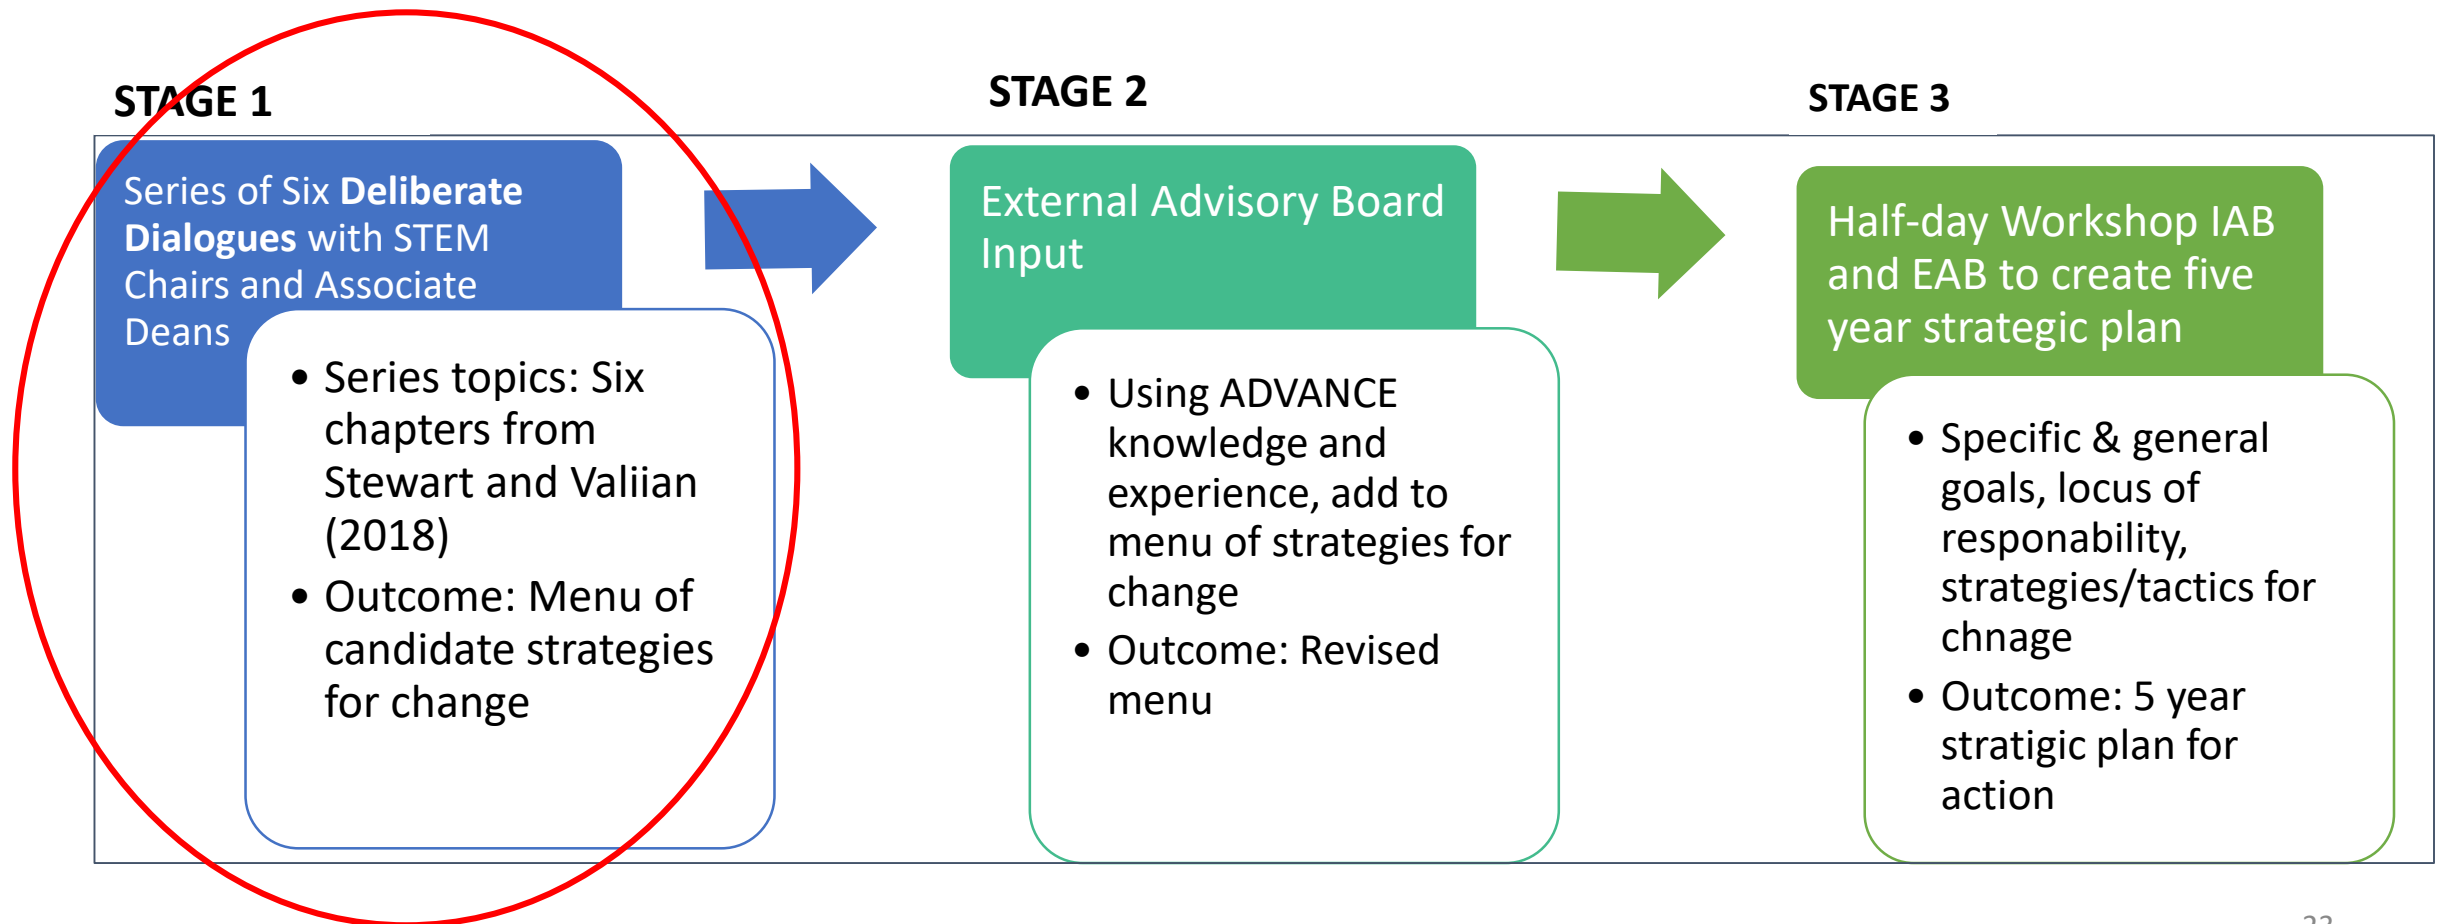 STAGE 1
Series of Six Deliberate
Dialogues with STEM
Chairs and Associate
Deans
• Series topics: Six
chapters from
Stewart and Valiian
(2018)
• Outcome: Menu of
candidate strategies
for change
STAGE 2
External Advisory Board
Input
• Using ADVANCE
knowledge and
experience, add to
menu of strategies for
change
• Outcome: Revised
menu
STAGE 3
Half-day Workshop IAB
and EAB to create five
year strategic plan
• Specific & general
goals, locus of
responability,
strategies/tactics for
chnage
• Outcome: 5 year
stratigic plan for
action